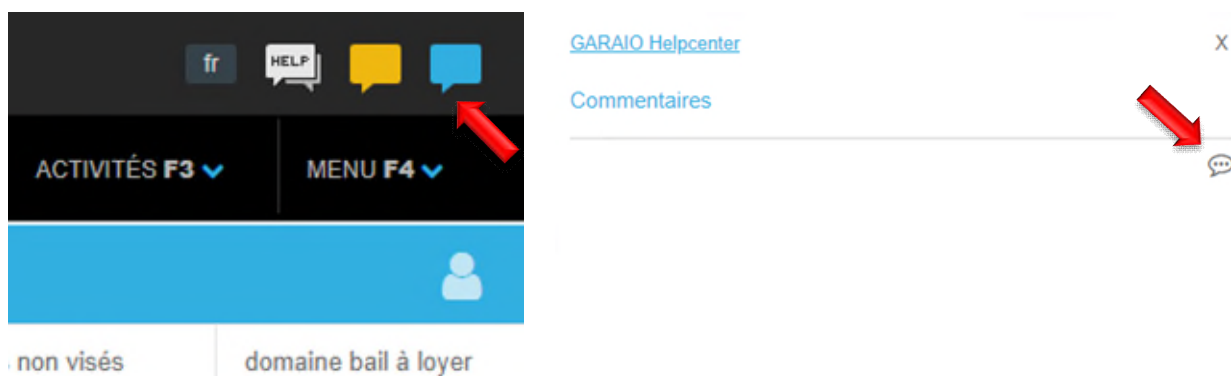 fr HELP
ACTIVITÉS F3 MENU F4
non visés domaine bail à loyer
GARAIO Helpcenter X
Commentaires